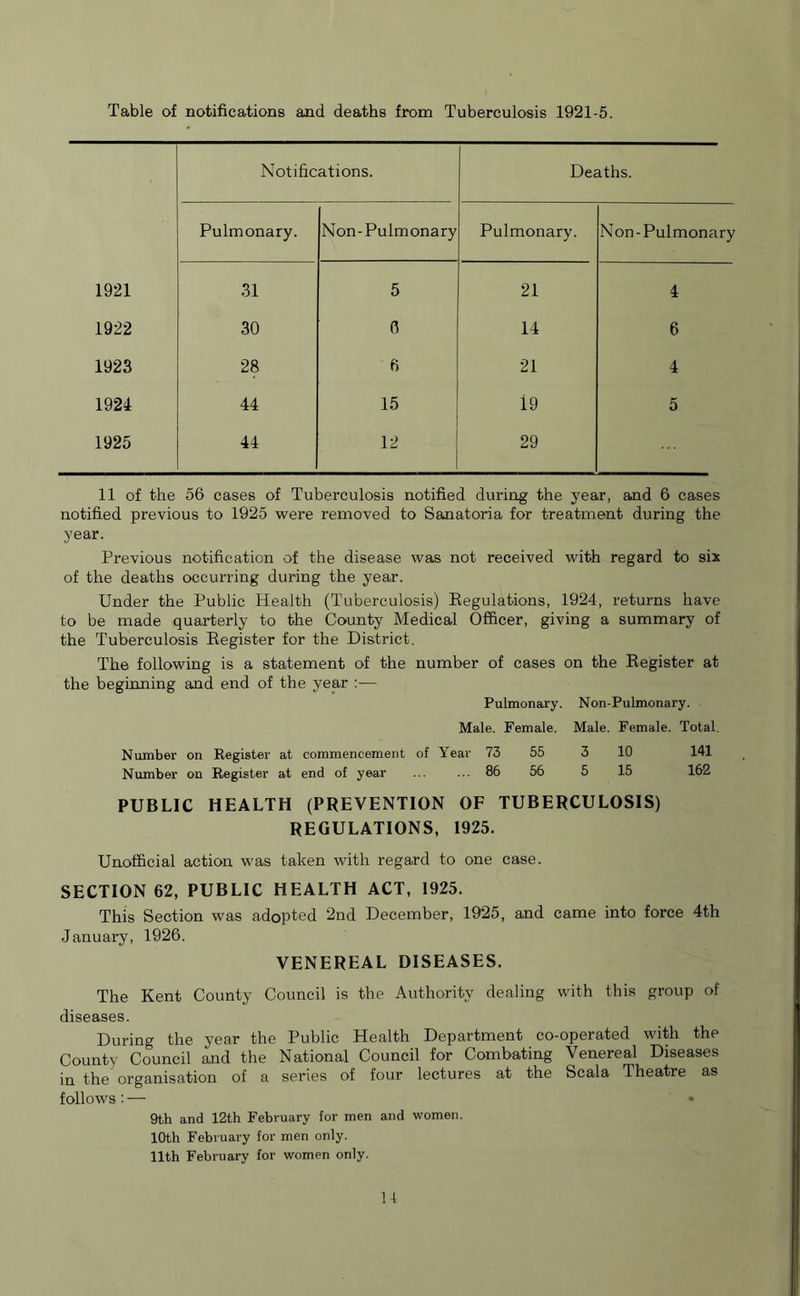 Table of notifications and deaths from Tuberculosis 1921-5.
Notifications. Deaths.
Pulmonary. Non-Pulmonary Pulmonary. Non-Pulmonary
1921 31 5 21 4
1922 30 6 14 6
1923 28 6 21 4
1924 44 15 19 5
1925 44 12 29 ...
11 of the 56 cases of Tuberculosis notified during the year, and 6 cases
notified previous to 1925 were removed to Sanatoria for treatment during the
year.
Previous notification of the disease was not received with regard to six
of the deaths occurring during the year.
Under the Public Health (Tuberculosis) Regulations, 1924, returns have
to be made quarterly to the County Medical Officer, giving a summary of
the Tuberculosis Register for the District.
The following is a statement of the number of cases on the Register at
the beginning and end of the year :—
Pulmonary. Non-Pulmonary.
Male. Female. Male. Female. Total.
Number on Register at commencement of Year 73 55 3 10 141
Number on Register at end of year ... ... 86 56 5 15 162
PUBLIC HEALTH (PREVENTION OF TUBERCULOSIS)
REGULATIONS, 1925.
Unofficial action was taken with regard to one case.
SECTION 62, PUBLIC HEALTH ACT, 1925.
This Section was adopted 2nd December, 1925, and came into force 4th
January, 1926.
VENEREAL DISEASES.
The Kent County Council is the Authority dealing with this group of
diseases.
During the year the Public Health Department co-operated with the
County Council and the National Council for Combating Venereal Diseases
in the organisation of a series of four lectures at the Scala Theatre as
follows :—
9th and 12th February for men and women.
10th February for men only.
11th February for women only.
14